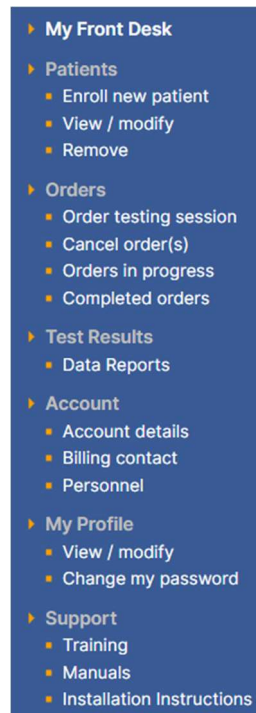 My Front Desk
Patients
Enroll new patient
View / modify
Remove
Orders
Order testing session
Cancel order(s)
Orders in progress
Completed orders
Test Results
Data Reports
Account
Account details
Billing contact
Personnel
My Profile
View / modify
Change my password
Support
Training
Manuals
Installation Instructions